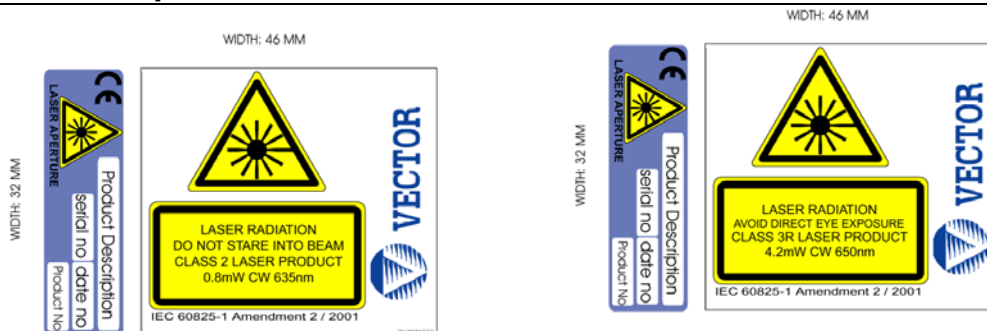 WIDTH: 46 MM
WIDTH: 32 MM
LASER APERTURE
Product Description
serial no date no
Product No
LASER RADIATION
DO NOT STARE INTO BEAM
CLASS 2 LASER PRODUCT
0.8mW CW 635nm
IEC 60825-1 Amendment 2 / 2001
VECTOR
WIDTH: 46 MM
WIDTH: 32 MM
LASER APERTURE
Product Description
serial no date no
Product No
LASER RADIATION
AVOID DIRECT EYE EXPOSURE
CLASS 3R LASER PRODUCT
4.2mW CW 650nm
IEC 60825-1 Amendment 2 / 2001
VECTOR